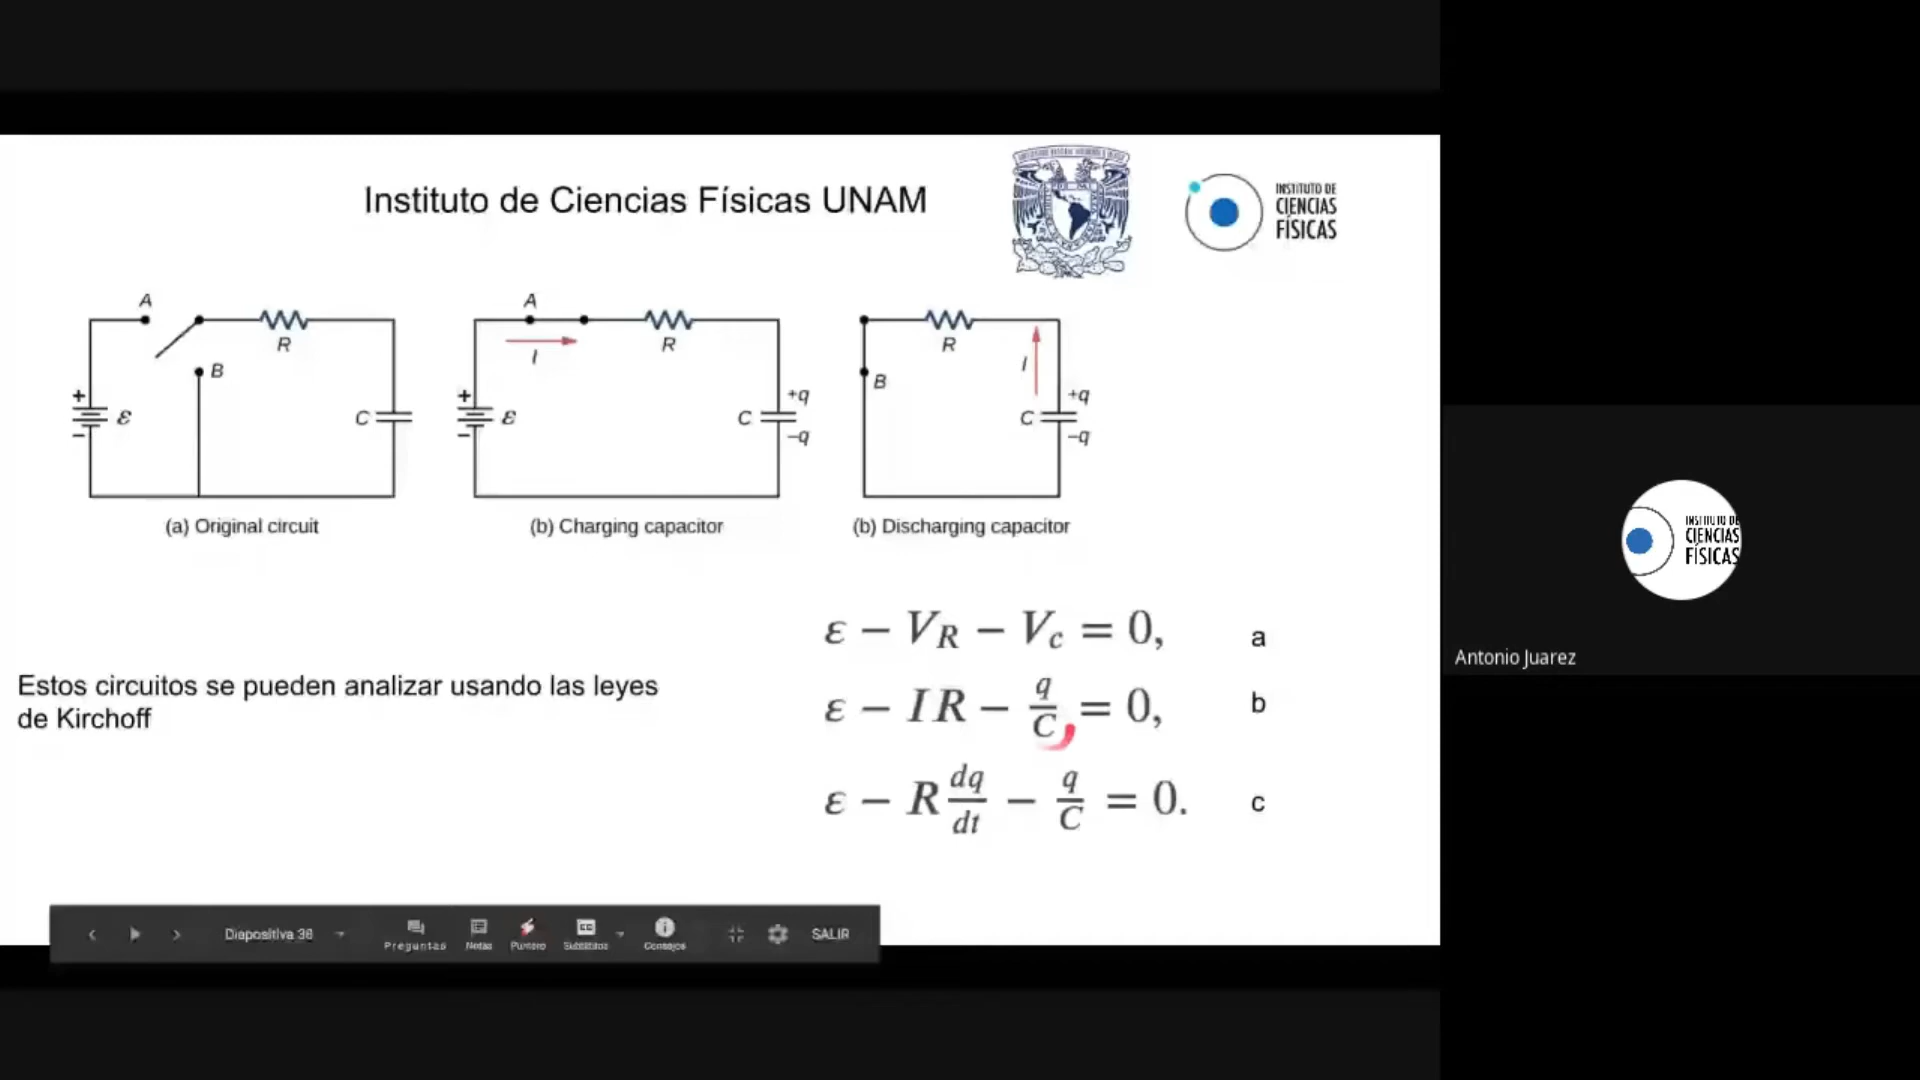 Instituto de Ciencias Físicas UNAM
INSTITUTO DE
CIENCIAS
FÍSICAS
A
R
B
+
ε
−
C
(a) Original circuit
A
I
R
+
ε
−
C
+q
−q
(b) Charging capacitor
R
B
I
C
+q
−q
(b) Discharging capacitor
ε − V_R − V_c = 0, a
Estos circuitos se pueden analizar usando las leyes
de Kirchoff
ε − IR − q/C = 0, b
ε − R dq/dt − q/C = 0. c
Diapositiva 36
Preguntas
Notas
Puntero
Subtítulos
Consejos
SALIR
INSTITUTO DE
CIENCIAS
FÍSICAS
Antonio Juarez